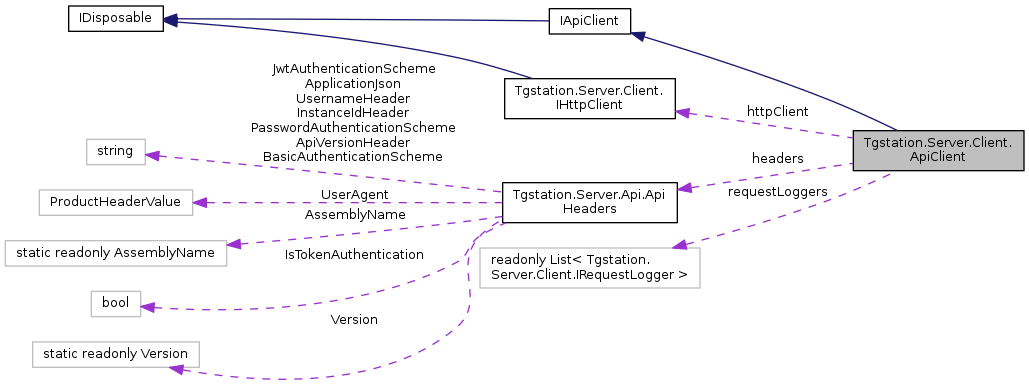 IDisposable
IApiClient
JwtAuthenticationScheme
ApplicationJson
UsernameHeader
InstanceIdHeader
PasswordAuthenticationScheme
ApiVersionHeader
BasicAuthenticationScheme
Tgstation.Server.Client.
IHttpClient
httpClient
Tgstation.Server.Client.
ApiClient
string
headers
requestLoggers
ProductHeaderValue
UserAgent
Tgstation.Server.Api.Api
Headers
AssemblyName
static readonly AssemblyName
IsTokenAuthentication
readonly List< Tgstation.
Server.Client.IRequestLogger >
bool
Version
static readonly Version